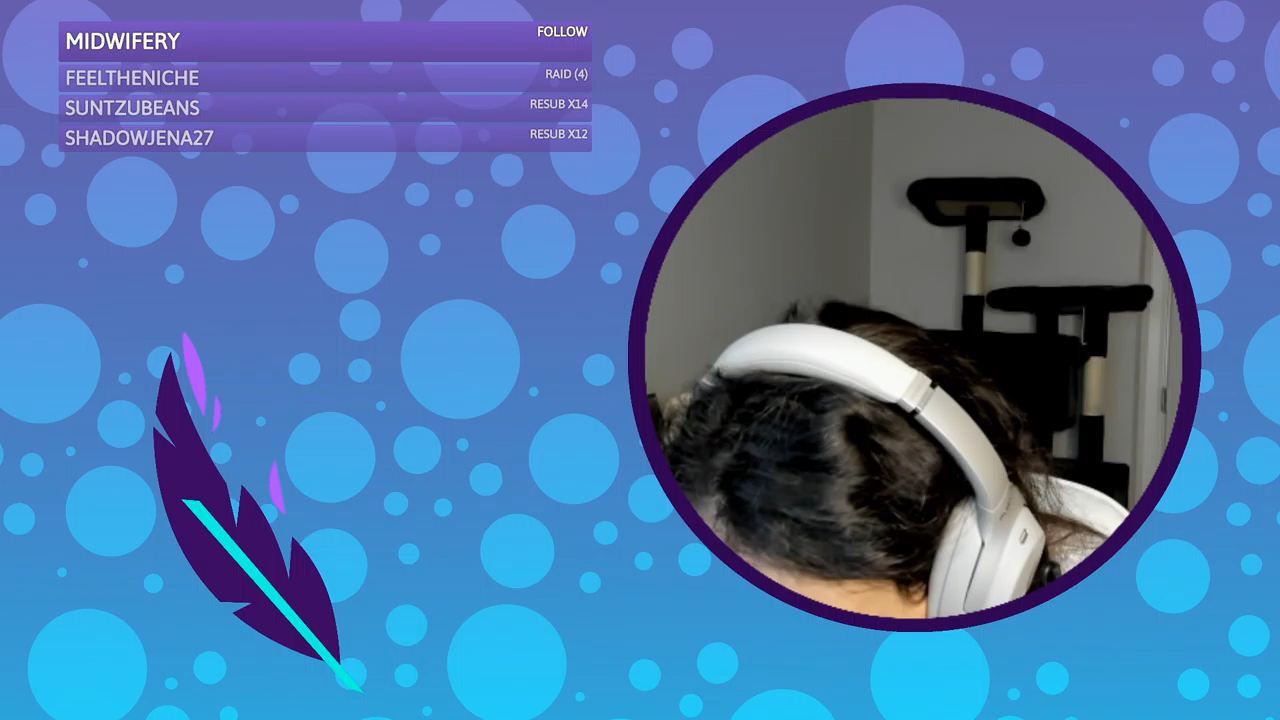 MIDWIFERY FOLLOW
FEELTHENICHE RAID (4)
SUNTZUBEANS RESUB X14
SHADOWJENA27 RESUB X12